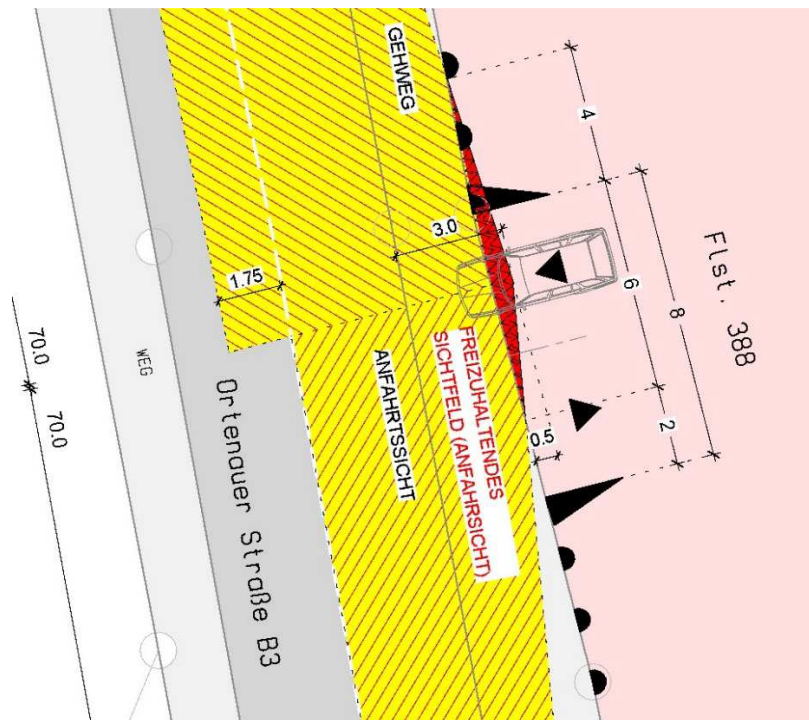 GEHWEG
4
3.0
1.75
6
8
Flst. 388
70.0
70.0
WEG
ANFAHRTSSICHT
FREIZUHALTENDES
SICHTFELD (ANFAHRSICHT)
Ortenauer Straße B3
0.5
2